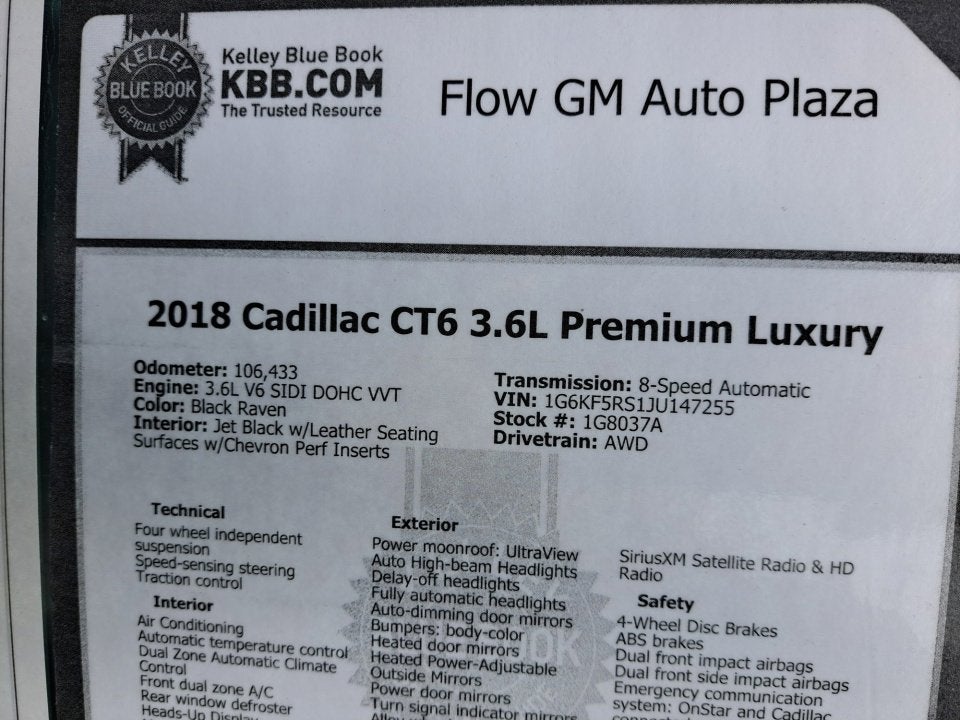 KELLEY
BLUE BOOK
OFFICIAL GUIDE
Kelley Blue Book
KBB.COM
The Trusted Resource
Flow GM Auto Plaza
2018 Cadillac CT6 3.6L Premium Luxury
Odometer: 106,433
Engine: 3.6L V6 SIDI DOHC VVT
Color: Black Raven
Interior: Jet Black w/Leather Seating
Surfaces w/Chevron Perf Inserts
Transmission: 8-Speed Automatic
VIN: 1G6KF5RS1JU147255
Stock #: 1G8037A
Drivetrain: AWD
Technical
Four wheel independent
suspension
Speed-sensing steering
Traction control
Interior
Air Conditioning
Automatic temperature control
Dual Zone Automatic Climate
Control
Front dual zone A/C
Rear window defroster
Heads-Up Display
Exterior
Power moonroof: UltraView
Auto High-beam Headlights
Delay-off headlights
Fully automatic headlights
Auto-dimming door mirrors
Bumpers: body-color
Heated door mirrors
Heated Power-Adjustable
Outside Mirrors
Power door mirrors
Turn signal indicator mirrors
SiriusXM Satellite Radio & HD
Radio
Safety
4-Wheel Disc Brakes
ABS brakes
Dual front impact airbags
Dual front side impact airbags
Emergency communication
system: OnStar and Cadillac